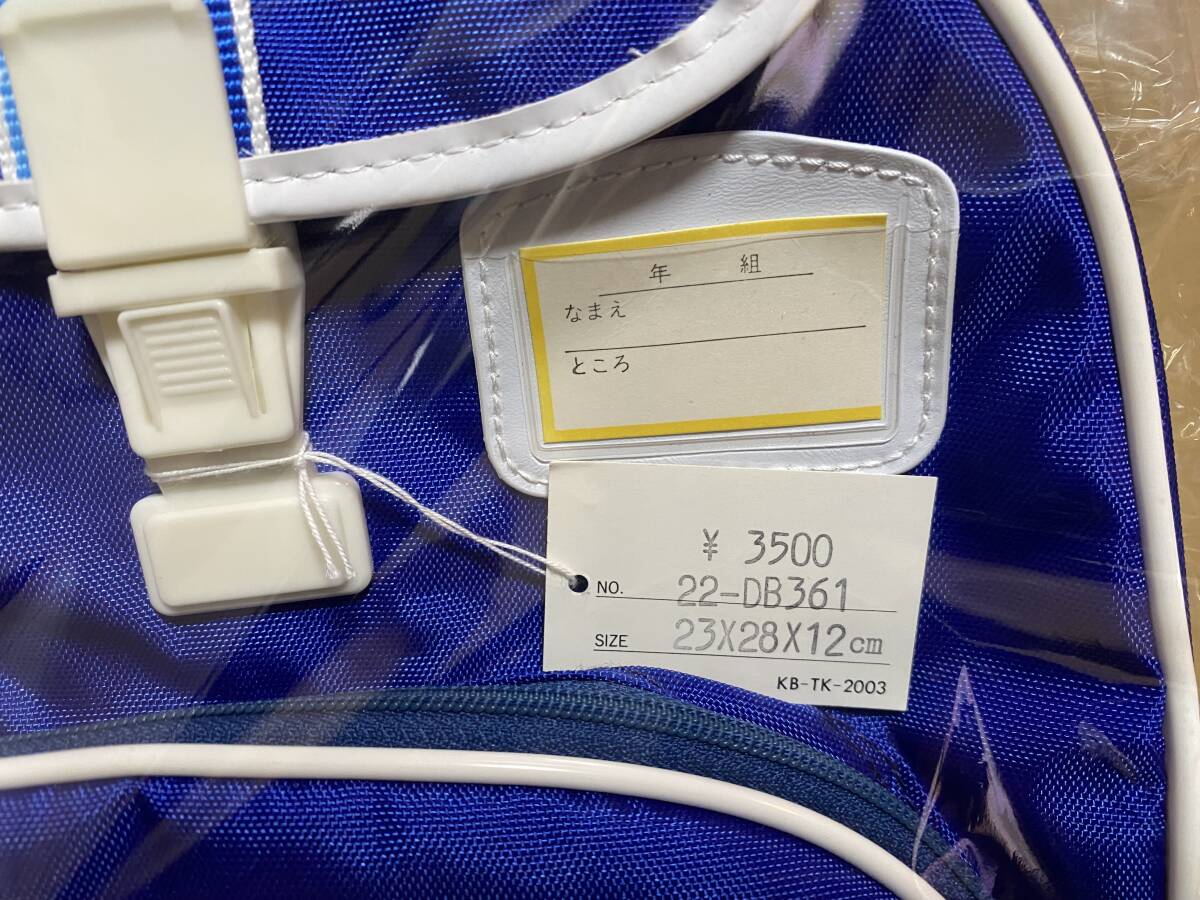 年 組
なまえ
ところ
¥ 3500
NO. 22-DB361
SIZE 23X28X12cm
KB-TK-2003